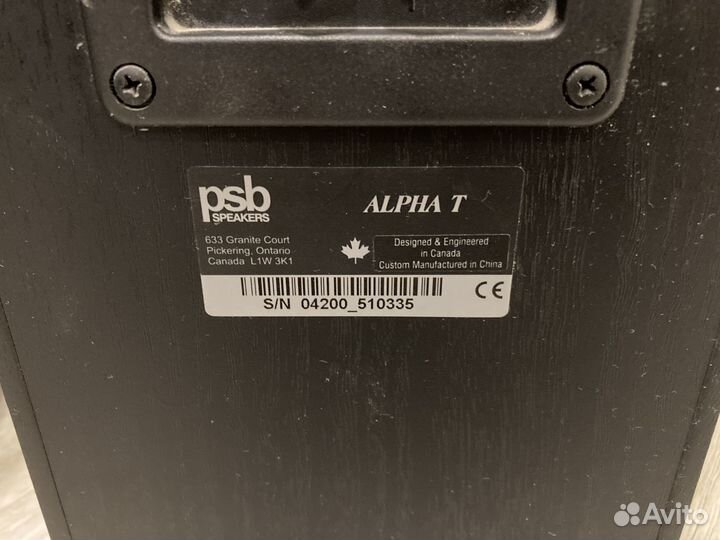 psb
SPEAKERS
ALPHA T
633 Granite Court
Pickering, Ontario
Canada L1W 3K1
Designed & Engineered
in Canada
Custom Manufactured in China
S/N 04200_510335
CE
Avito